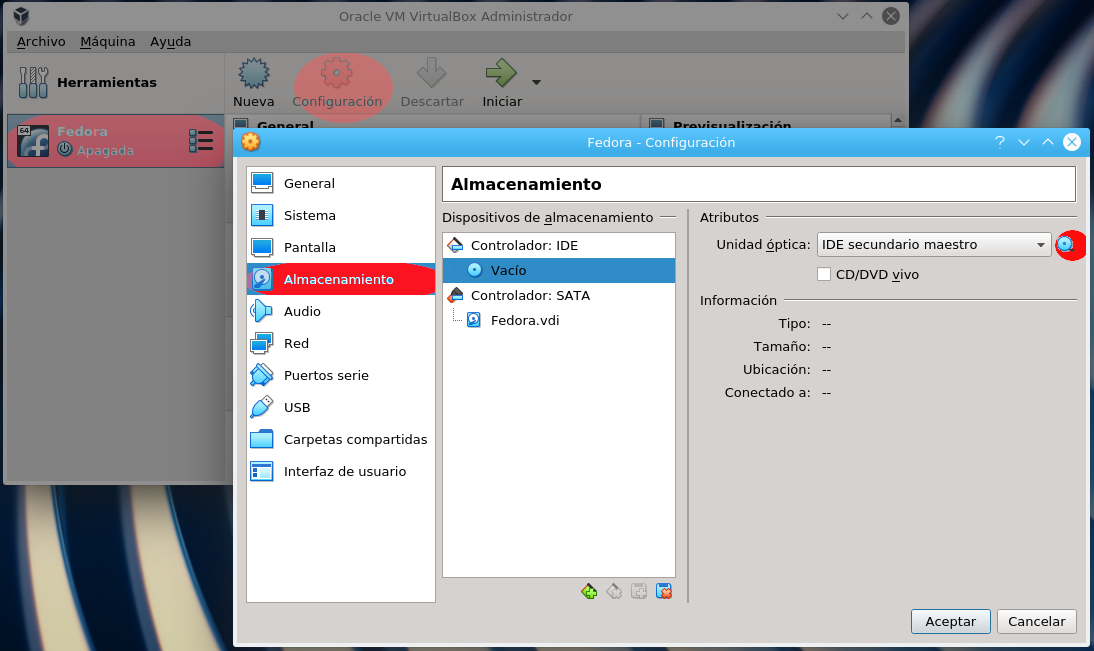 Oracle VM VirtualBox Administrador
Archivo Máquina Ayuda
Herramientas
Nueva Configuración Descartar Iniciar
64
Fedora
Apagada
General Previsualización
Fedora - Configuración
?
General
Sistema
Pantalla
Almacenamiento
Audio
Red
Puertos serie
USB
Carpetas compartidas
Interfaz de usuario
Almacenamiento
Dispositivos de almacenamiento
Controlador: IDE
Vacío
Controlador: SATA
Fedora.vdi
Atributos
Unidad óptica: IDE secundario maestro
CD/DVD vivo
Información
Tipo: --
Tamaño: --
Ubicación: --
Conectado a: --
Aceptar Cancelar